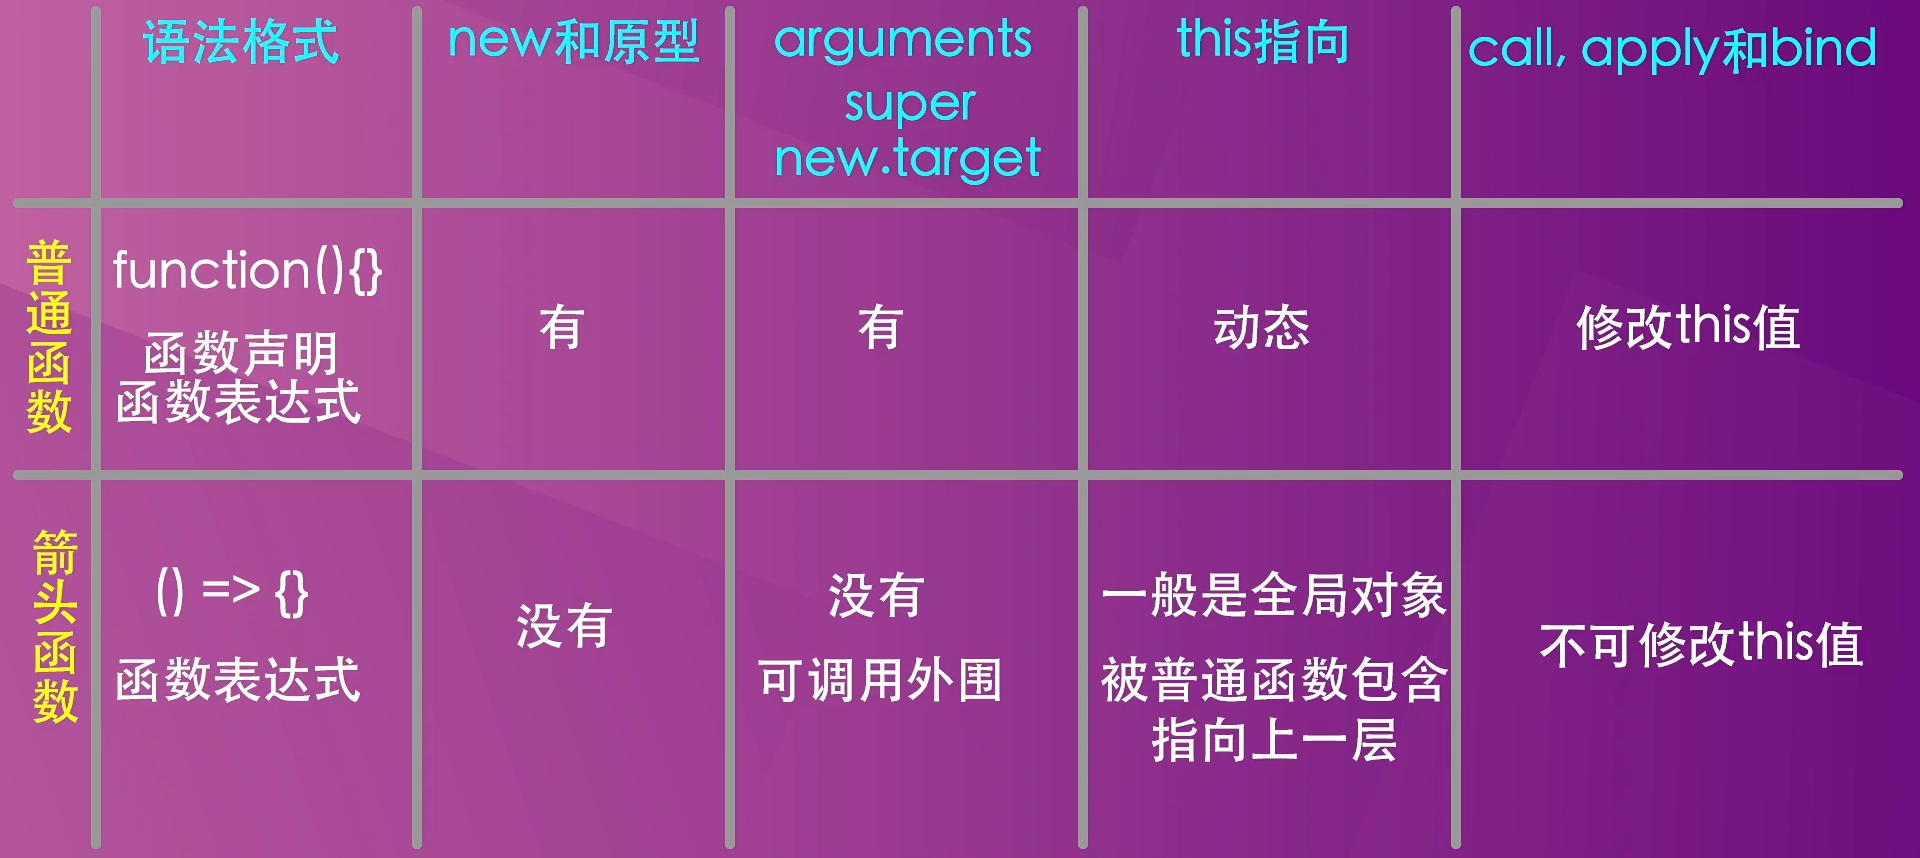 语法格式
new和原型
arguments
super
new.target
this指向
call, apply和bind
普通函数
function(){}
函数声明
函数表达式
有
有
动态
修改this值
箭头函数
() => {}
函数表达式
没有
没有
可调用外围
一般是全局对象
被普通函数包含
指向上一层
不可修改this值